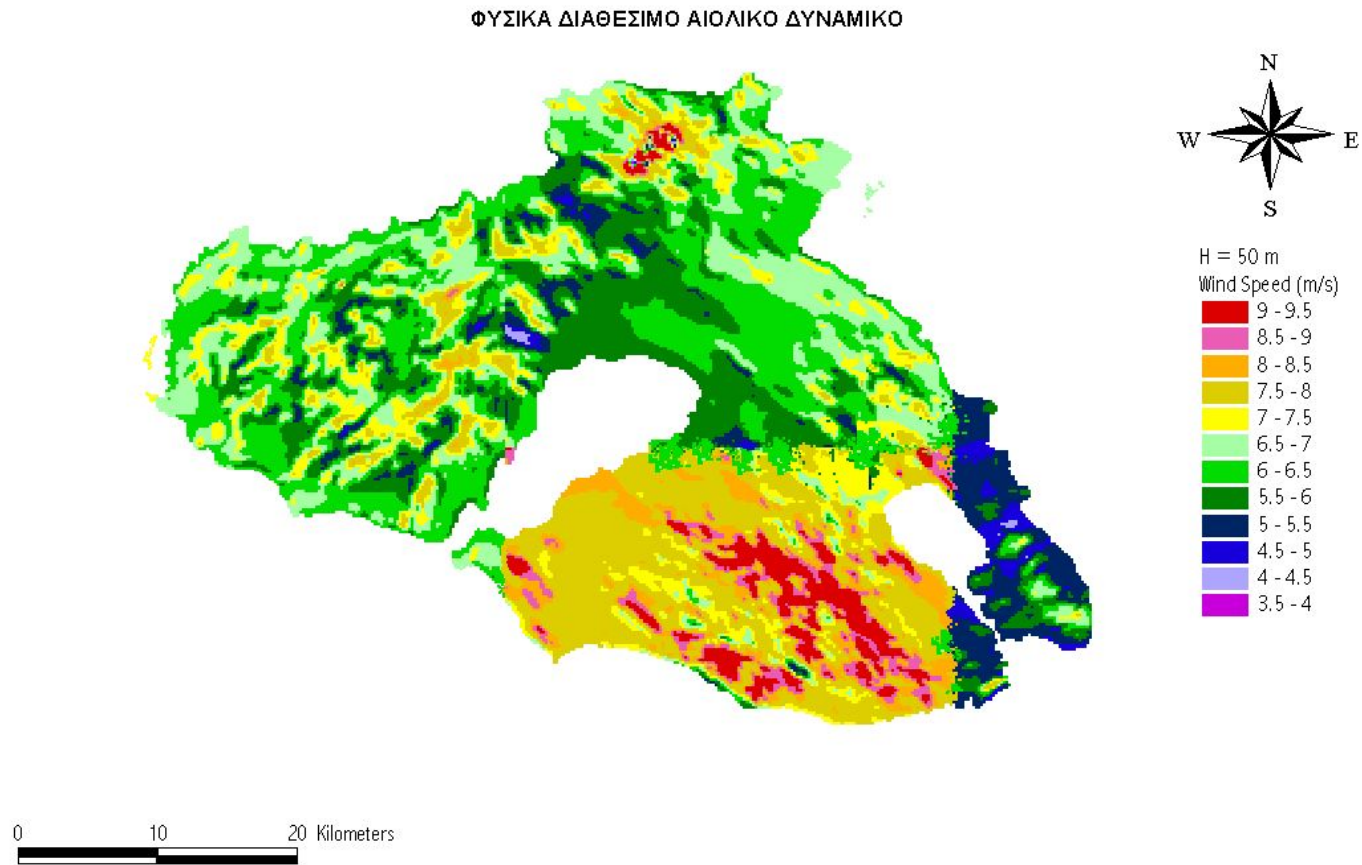 ΦΥΣΙΚΑ ΔΙΑΘΕΣΙΜΟ ΑΙΟΛΙΚΟ ΔΥΝΑΜΙΚΟ
N
W E
S
H = 50 m
Wind Speed (m/s)
9 - 9.5
8.5 - 9
8 - 8.5
7.5 - 8
7 - 7.5
6.5 - 7
6 - 6.5
5.5 - 6
5 - 5.5
4.5 - 5
4 - 4.5
3.5 - 4
0 10 20 Kilometers